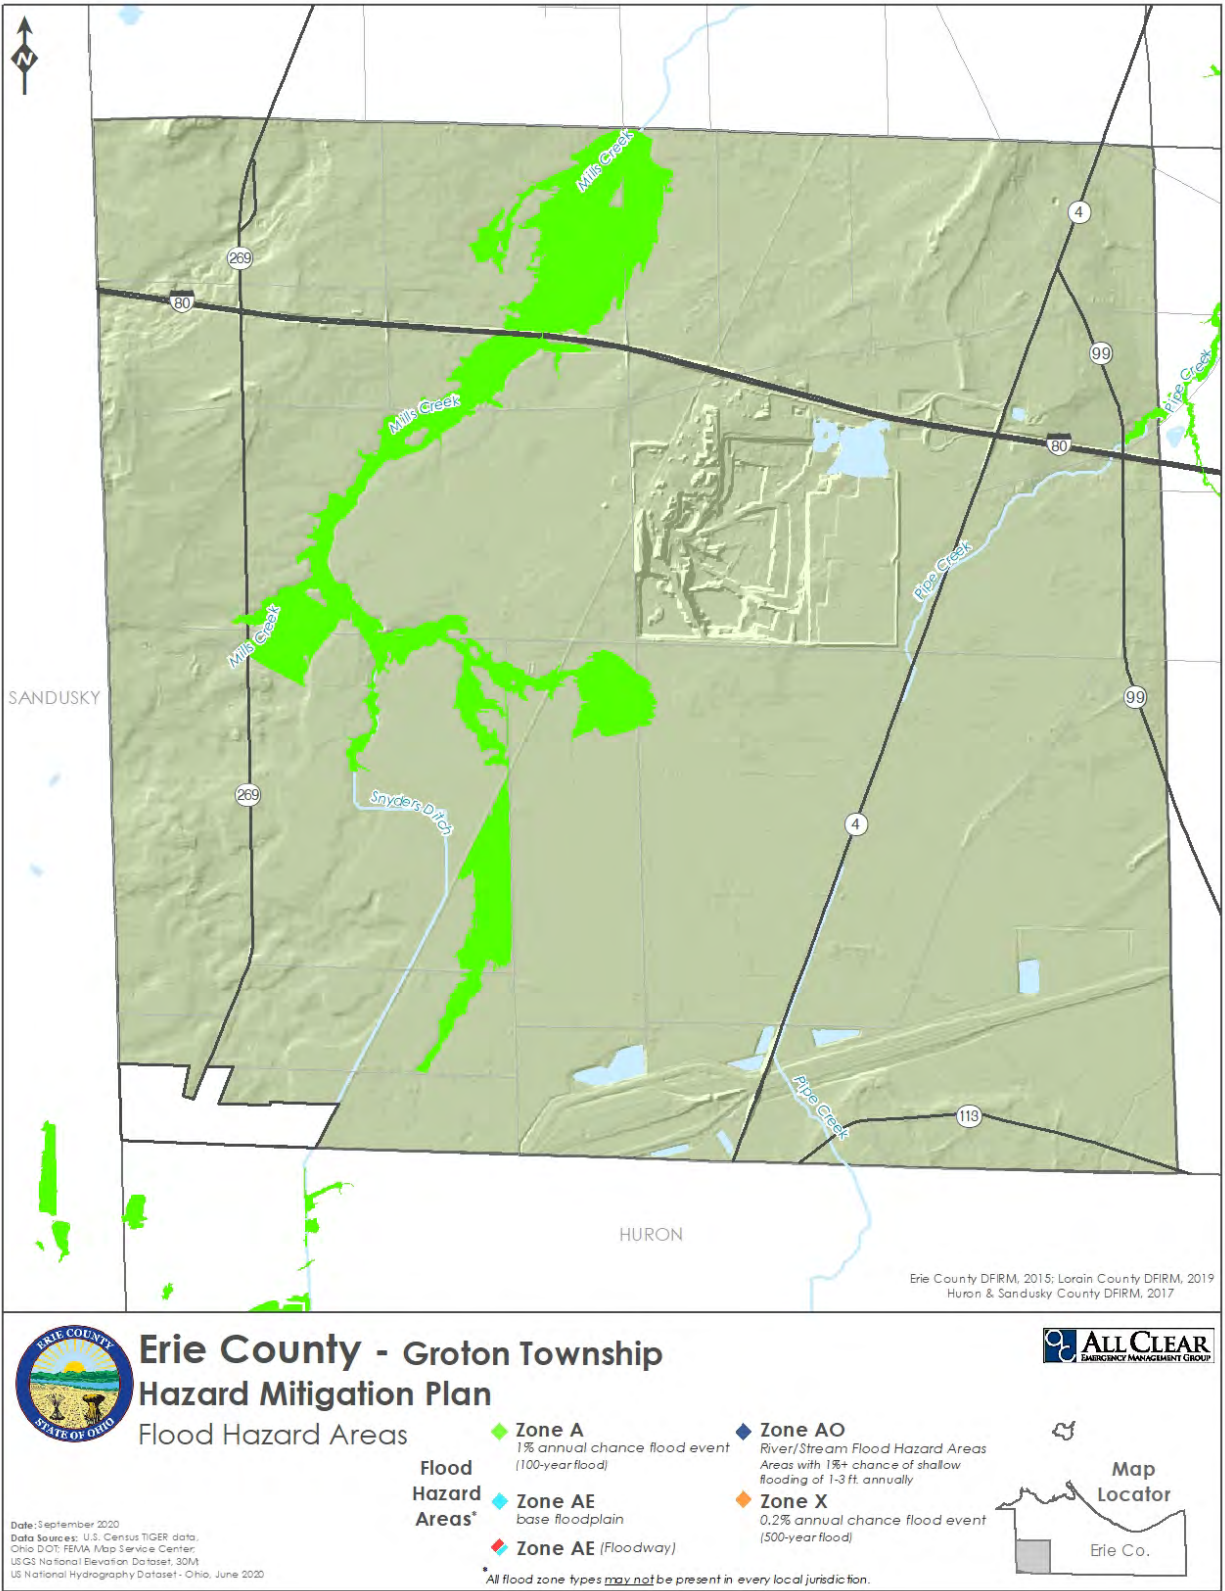 N
Mills Creek
4
269
80
99
Pipe Creek
Mills Creek
80
Pipe Creek
Mills Creek
SANDUSKY
99
269
Snyders Ditch
4
Pipe Creek
113
HURON
Erie County DFIRM, 2015; Lorain County DFIRM, 2019
Huron & Sandusky County DFIRM, 2017
ERIE COUNTY
STATE OF OHIO
Erie County - Groton Township
Hazard Mitigation Plan
Flood Hazard Areas
ALL CLEAR
EMERGENCY MANAGEMENT GROUP
Flood
Hazard
Areas*
Zone A
1% annual chance flood event
(100-year flood)
Zone AE
base floodplain
Zone AE (Floodway)
Zone AO
River/Stream Flood Hazard Areas
Areas with 1%+ chance of shallow
flooding of 1-3 ft. annually
Zone X
0.2% annual chance flood event
(500-year flood)
*All flood zone types may not be present in every local jurisdiction.
Map
Locator
Erie Co.
Date: September 2020
Data Sources: U.S. Census TIGER data,
Ohio DOT; FEMA Map Service Center;
USGS National Elevation Dataset, 30M;
US National Hydrography Dataset - Ohio, June 2020